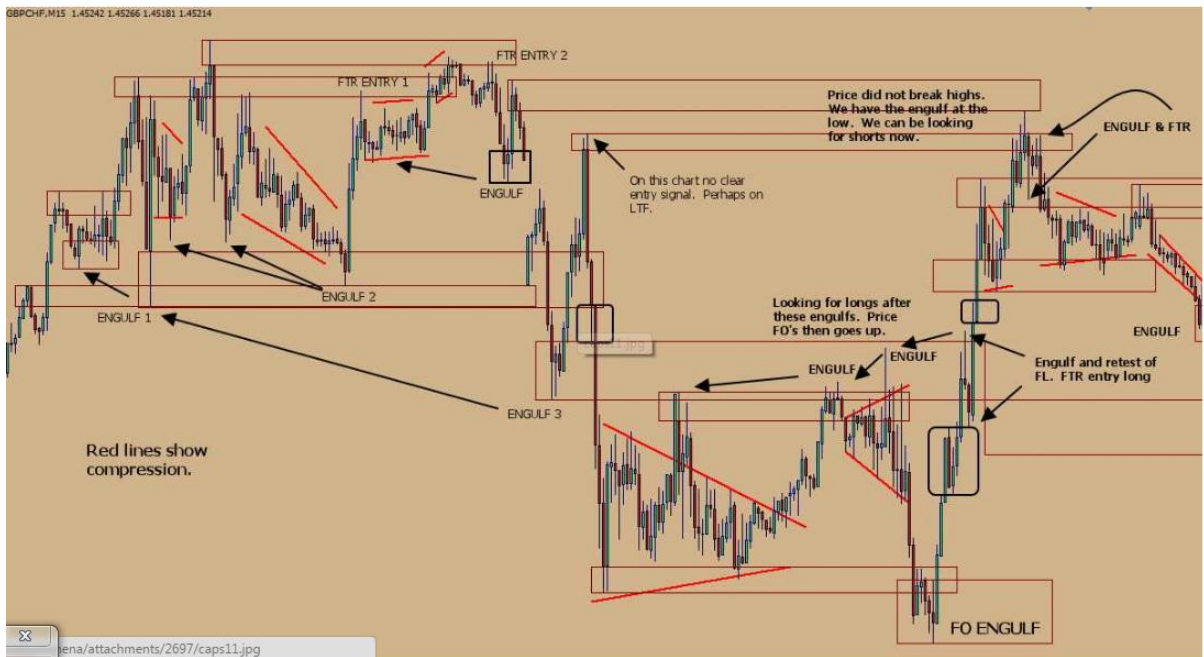 GBPCHF,M15 1.45242 1.45266 1.45181 1.45214
FTR ENTRY 2
FTR ENTRY 1
Price did not break highs.
We have the engulf at the
low. We can be looking
for shorts now.
ENGULF & FTR
ENGULF
On this chart no clear
entry signal. Perhaps on
LTF.
ENGULF 2
ENGULF 1
Looking for longs after
these engulfs. Price
FO's then goes up.
ENGULF
ENGULF
ENGULF
Engulf and retest of
FL. FTR entry long
ENGULF 3
Red lines show
compression.
FO ENGULF
x
ena/attachments/2697/caps11.jpg